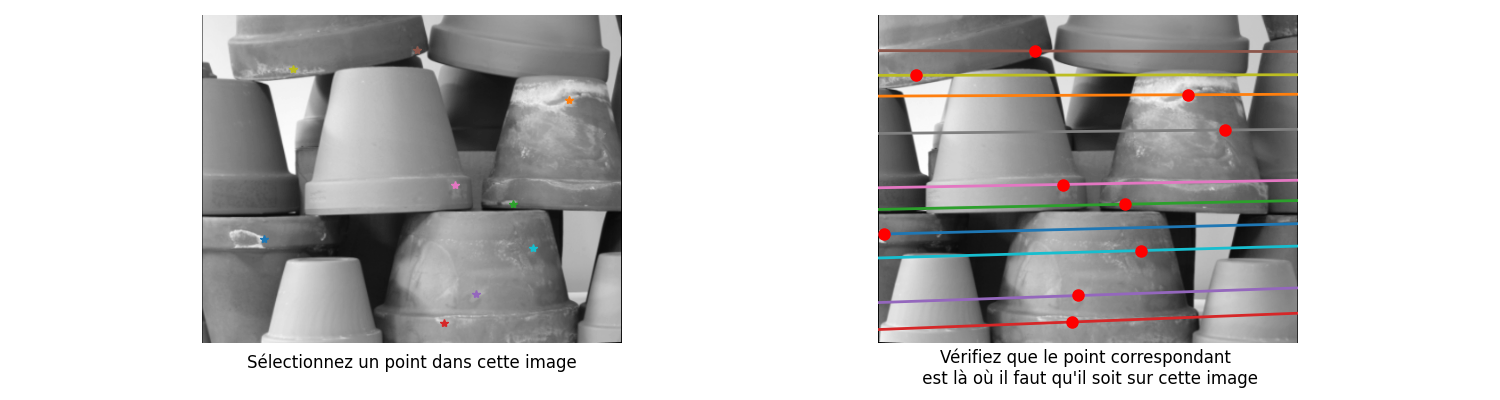 Sélectionnez un point dans cette image
Vérifiez que le point correspondant
est là où il faut qu'il soit sur cette image